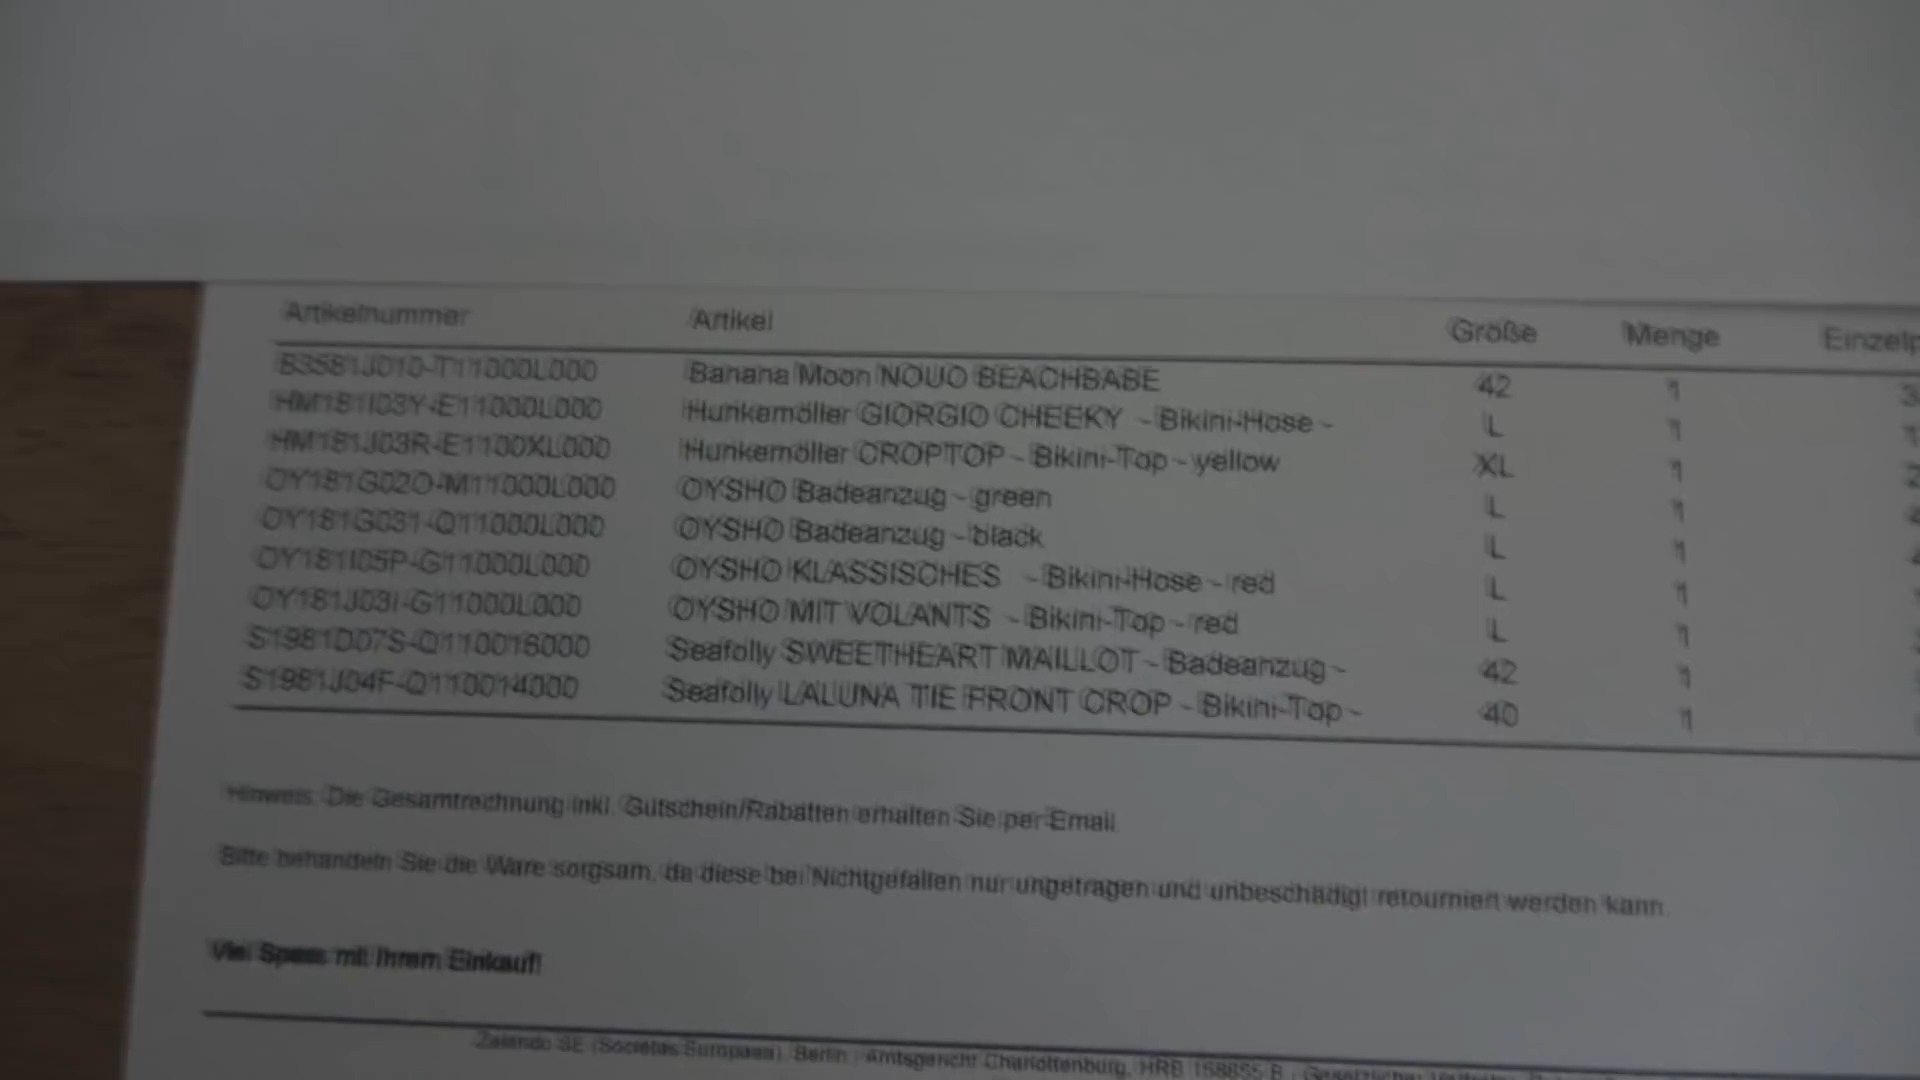 Artikelnummer Artikel Größe Menge Einzelp
B3581J010-T11000L000 Banana Moon NOUO BEACHBABE 42 1
HM181I03Y-E11000L000 Hunkemöller GIORGIO CHEEKY - Bikini-Hose - L 1
HM181J03R-E1100XL000 Hunkemöller CROPTOP - Bikini-Top - yellow XL 1
OY181G02O-M11000L000 OYSHO Badeanzug - green L 1
OY181G031-Q11000L000 OYSHO Badeanzug - black L 1
OY181I05P-G11000L000 OYSHO KLASSISCHES - Bikini-Hose - red L 1
OY181J03I-G11000L000 OYSHO MIT VOLANTS - Bikini-Top - red L 1
S1981D07S-Q110016000 Seafolly SWEETHEART MAILLOT - Badeanzug - 42 1
S1981J04F-Q110014000 Seafolly LALUNA TIE FRONT CROP - Bikini-Top - 40 1
Hinweis: Die Gesamtrechnung inkl. Gutschein/Rabatten erhalten Sie per Email.
Bitte behandeln Sie die Ware sorgsam, da diese bei Nichtgefallen nur ungetragen und unbeschädigt retourniert werden kann.
Viel Spass mit Ihrem Einkauf!
Zalando SE (Societas Europaea), Berlin Amtsgericht Charlottenburg, HRB 158855 B